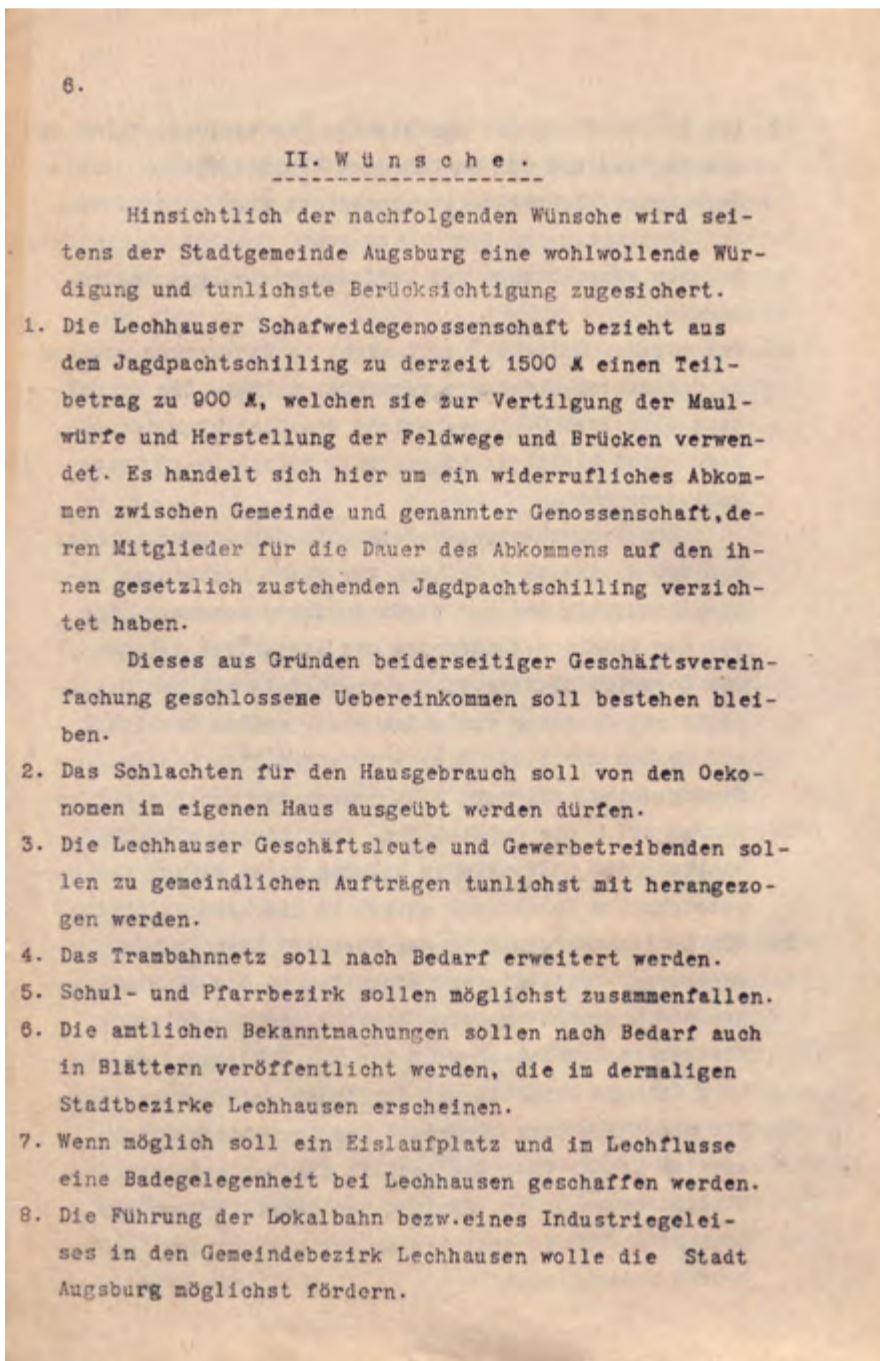 6.
II. Wünsche.
Hinsichtlich der nachfolgenden Wünsche wird sei-
tens der Stadtgemeinde Augsburg eine wohlwollende Wür-
digung und tunlichste Berücksichtigung zugesichert.
1. Die Lechhauser Schafweidegenossenschaft bezieht aus
dem Jagdpachtschilling zu derzeit 1500 M einen Teil-
betrag zu 900 M, welchen sie zur Vertilgung der Maul-
würfe und Herstellung der Feldwege und Brücken verwen-
det. Es handelt sich hier um ein widerrufliches Abkom-
men zwischen Gemeinde und genannter Genossenschaft,de-
ren Mitglieder für die Dauer des Abkommens auf den ih-
nen gesetzlich zustehenden Jagdpachtschilling verzich-
tet haben.
Dieses aus Gründen beiderseitiger Geschäftsverein-
fachung geschlossene Uebereinkommen soll bestehen blei-
ben.
2. Das Schlachten für den Hausgebrauch soll von den Oeko-
nomen im eigenen Haus ausgeübt werden dürfen.
3. Die Lechhauser Geschäftsleute und Gewerbetreibenden sol-
len zu gemeindlichen Aufträgen tunlichst mit herangezo-
gen werden.
4. Das Trambahnnetz soll nach Bedarf erweitert werden.
5. Schul- und Pfarrbezirk sollen möglichst zusammenfallen.
6. Die amtlichen Bekanntmachungen sollen nach Bedarf auch
in Blättern veröffentlicht werden, die im dermaligen
Stadtbezirke Lechhausen erscheinen.
7. Wenn möglich soll ein Eislaufplatz und im Lechflusse
eine Badegelegenheit bei Lechhausen geschaffen werden.
8. Die Führung der Lokalbahn bezw.eines Industriegelei-
ses in den Gemeindebezirk Lechhausen wolle die Stadt
Augsburg möglichst fördern.